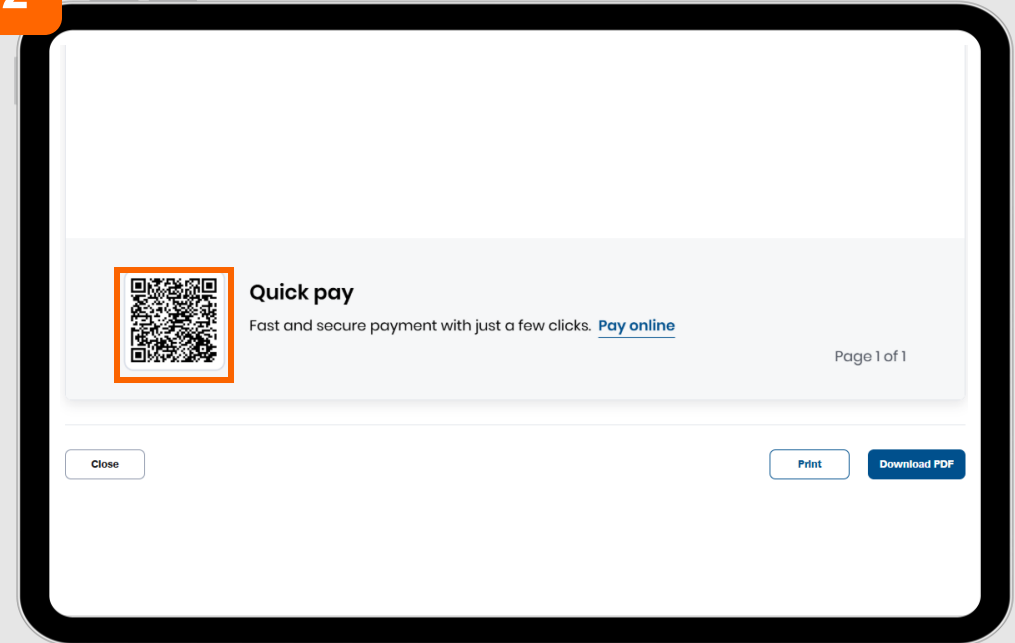 2
Quick pay
Fast and secure payment with just a few clicks. Pay online
Page 1 of 1
Close
Print
Download PDF